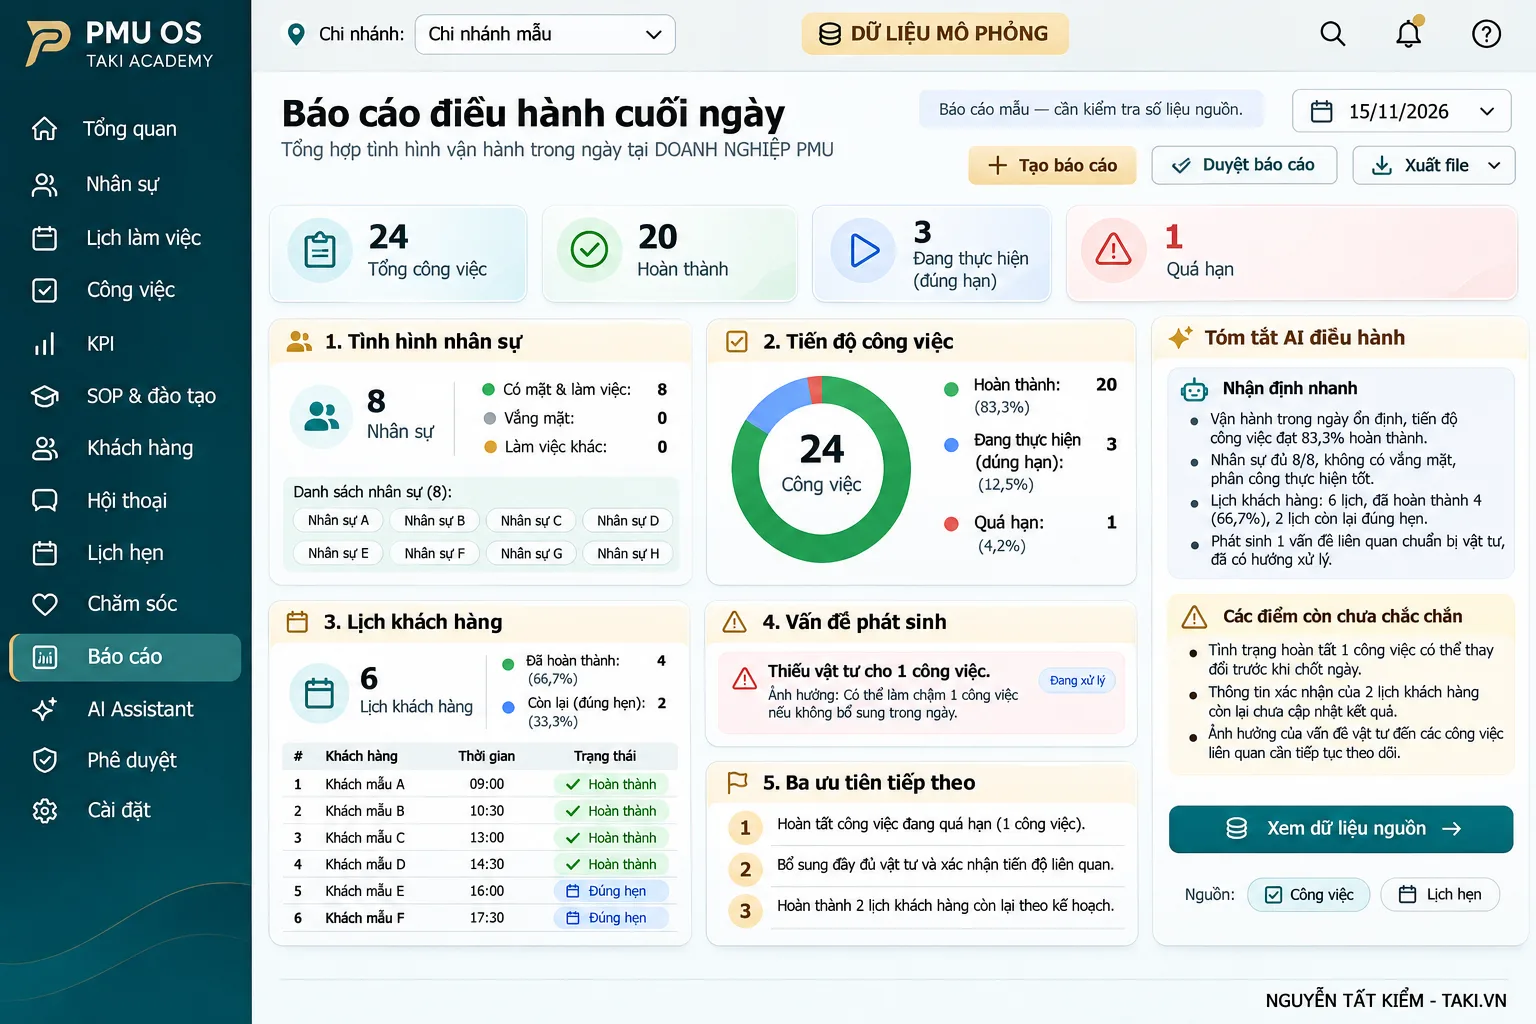 PMU OS
TAKI ACADEMY
Tổng quan
Nhân sự
Lịch làm việc
Công việc
KPI
SOP & đào tạo
Khách hàng
Hội thoại
Lịch hẹn
Chăm sóc
Báo cáo
AI Assistant
Phê duyệt
Cài đặt
Chi nhánh:
Chi nhánh mẫu
DỮ LIỆU MÔ PHỎNG
Báo cáo điều hành cuối ngày
Tổng hợp tình hình vận hành trong ngày tại DOANH NGHIỆP PMU
Báo cáo mẫu — cần kiểm tra số liệu nguồn.
15/11/2026
Tạo báo cáo
Duyệt báo cáo
Xuất file
24
Tổng công việc
20
Hoàn thành
3
Đang thực hiện
(đúng hạn)
1
Quá hạn
1. Tình hình nhân sự
8
Nhân sự
Có mặt & làm việc: 8
Vắng mặt: 0
Làm việc khác: 0
Danh sách nhân sự (8):
Nhân sự A
Nhân sự B
Nhân sự C
Nhân sự D
Nhân sự E
Nhân sự F
Nhân sự G
Nhân sự H
2. Tiến độ công việc
24
Công việc
Hoàn thành: 20
(83,3%)
Đang thực hiện 3
(đúng hạn):
(12,5%)
Quá hạn: 1
(4,2%)
3. Lịch khách hàng
6
Lịch khách hàng
Đã hoàn thành: 4
(66,7%)
Còn lại (đúng hẹn): 2
(33,3%)
# Khách hàng Thời gian Trạng thái
1 Khách mẫu A 09:00 Hoàn thành
2 Khách mẫu B 10:30 Hoàn thành
3 Khách mẫu C 13:00 Hoàn thành
4 Khách mẫu D 14:30 Hoàn thành
5 Khách mẫu E 16:00 Đúng hẹn
6 Khách mẫu F 17:30 Đúng hẹn
4. Vấn đề phát sinh
Thiếu vật tư cho 1 công việc.
Ảnh hưởng: Có thể làm chậm 1 công việc
nếu không bổ sung trong ngày.
Đang xử lý
5. Ba ưu tiên tiếp theo
1 Hoàn tất công việc đang quá hạn (1 công việc).
2 Bổ sung đầy đủ vật tư và xác nhận tiến độ liên quan.
3 Hoàn thành 2 lịch khách hàng còn lại theo kế hoạch.
Tóm tắt AI điều hành
Nhận định nhanh
Vận hành trong ngày ổn định, tiến độ
công việc đạt 83,3% hoàn thành.
Nhân sự đủ 8/8, không có vắng mặt,
phân công thực hiện tốt.
Lịch khách hàng: 6 lịch, đã hoàn thành 4
(66,7%), 2 lịch còn lại đúng hẹn.
Phát sinh 1 vấn đề liên quan chuẩn bị vật tư,
đã có hướng xử lý.
Các điểm còn chưa chắc chắn
Tình trạng hoàn tất 1 công việc có thể thay
đổi trước khi chốt ngày.
Thông tin xác nhận của 2 lịch khách hàng
còn lại chưa cập nhật kết quả.
Ảnh hưởng của vấn đề vật tư đến các công việc
liên quan cần tiếp tục theo dõi.
Xem dữ liệu nguồn →
Nguồn:
Công việc
Lịch hẹn
NGUYỄN TẤT KIỂM - TAKI.VN